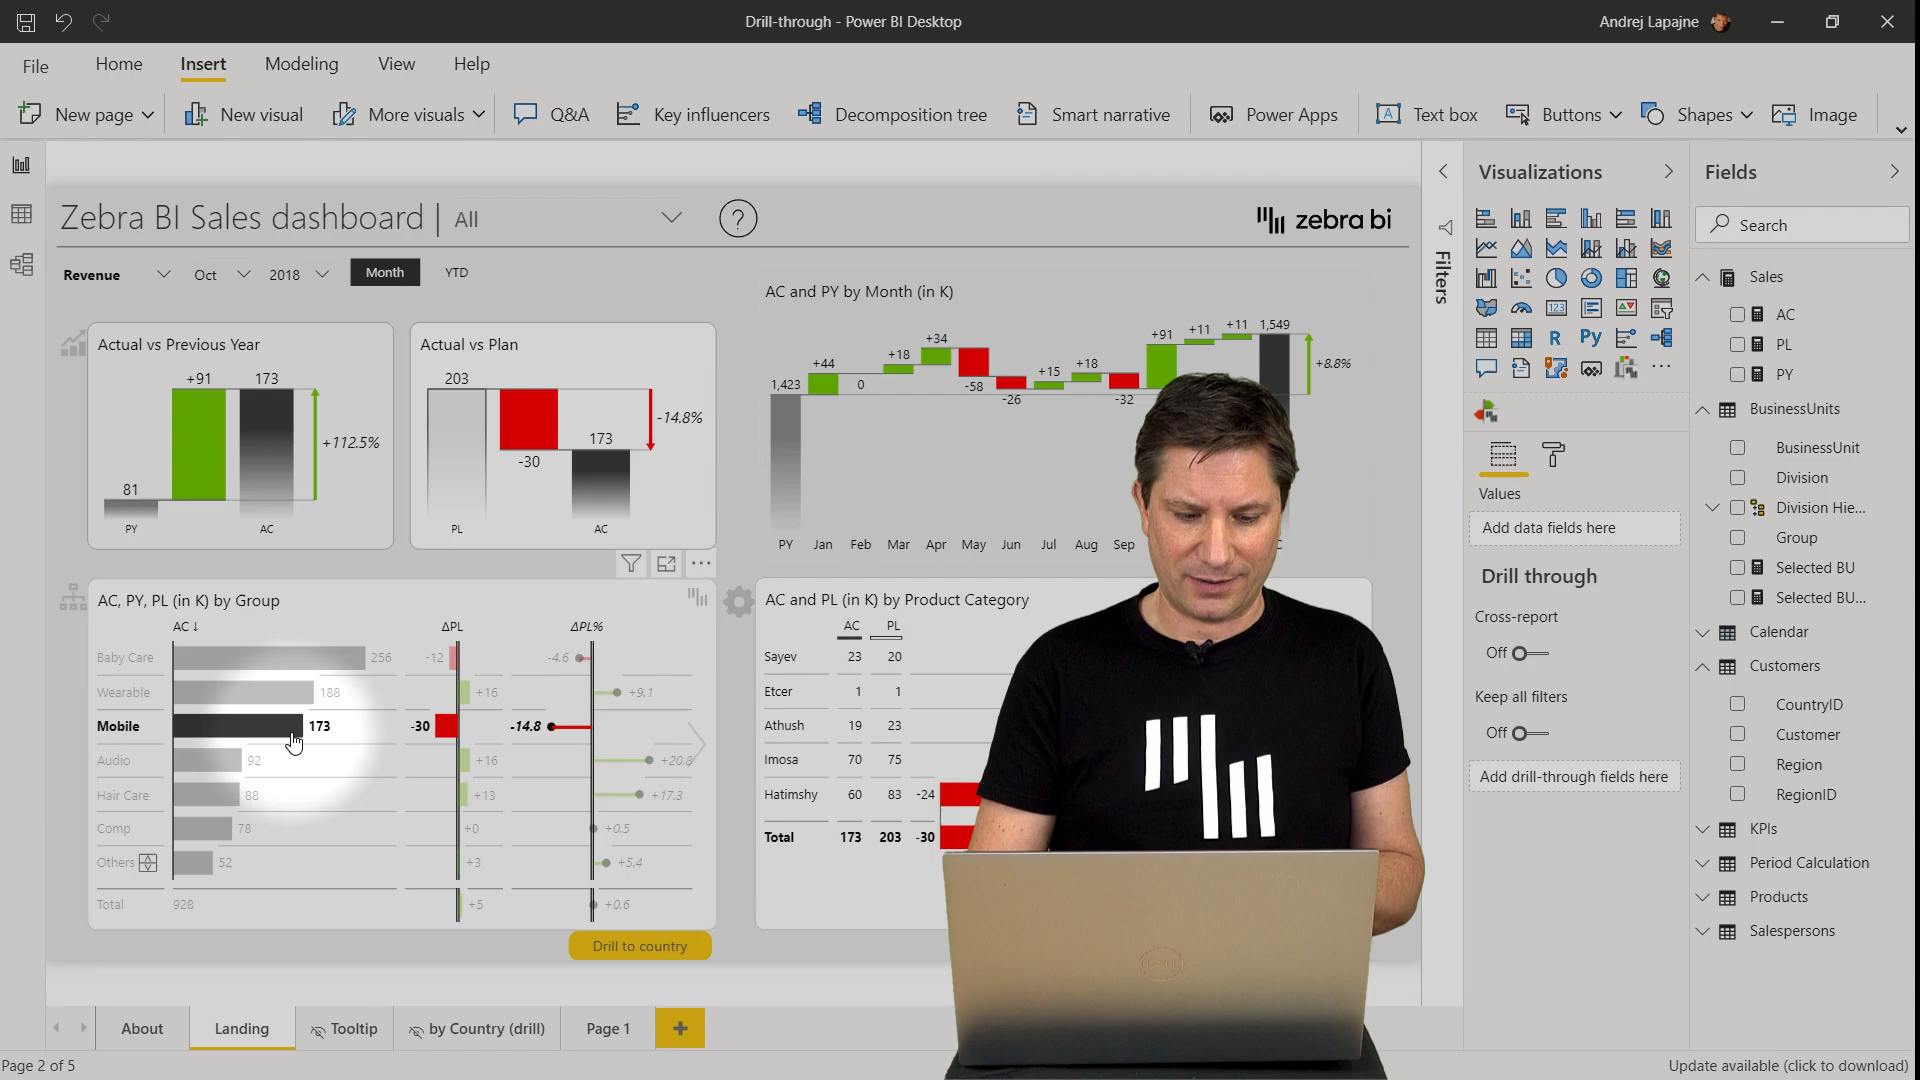 Drill-through - Power BI Desktop
Andrej Lapajne
File
Home
Insert
Modeling
View
Help
New page
New visual
More visuals
Q&A
Key influencers
Decomposition tree
Smart narrative
Power Apps
Text box
Buttons
Shapes
Image
Zebra BI Sales dashboard | All
?
zebra bi
Revenue
Oct
2018
Month
YTD
Actual vs Previous Year
+91
173
81
+112.5%
PY
AC
Actual vs Plan
203
-14.8%
173
-30
PL
AC
AC and PY by Month (in K)
1,423
+44
0
+18
+34
-58
-26
+15
+18
-32
+91
+11
+11
1,549
+8.8%
PY Jan Feb Mar Apr May Jun Jul Aug Sep
AC, PY, PL (in K) by Group
AC ↓ ΔPL ΔPL%
Baby Care 256 -12 -4.6
Wearable 188 +16 +9.1
Mobile 173 -30 -14.8
Audio 92 +16 +20.8
Hair Care 88 +13 +17.3
Comp 78 +0 +0.5
Others 52 +3 +5.4
Total 928 +5 +0.6
Drill to country
AC and PL (in K) by Product Category
AC PL
Sayev 23 20
Etcer 1 1
Athush 19 23
Imosa 70 75
Hatimshy 60 83 -24
Total 173 203 -30
DELL
Filters
Visualizations
123
R
Py
Values
Add data fields here
Drill through
Cross-report
Off
Keep all filters
Off
Add drill-through fields here
Fields
Search
Sales
AC
PL
PY
BusinessUnits
BusinessUnit
Division
Division Hie...
Group
Selected BU
Selected BU...
Calendar
Customers
CountryID
Customer
Region
RegionID
KPIs
Period Calculation
Products
Salespersons
About
Landing
Tooltip
by Country (drill)
Page 1
+
Page 2 of 5
Update available (click to download)